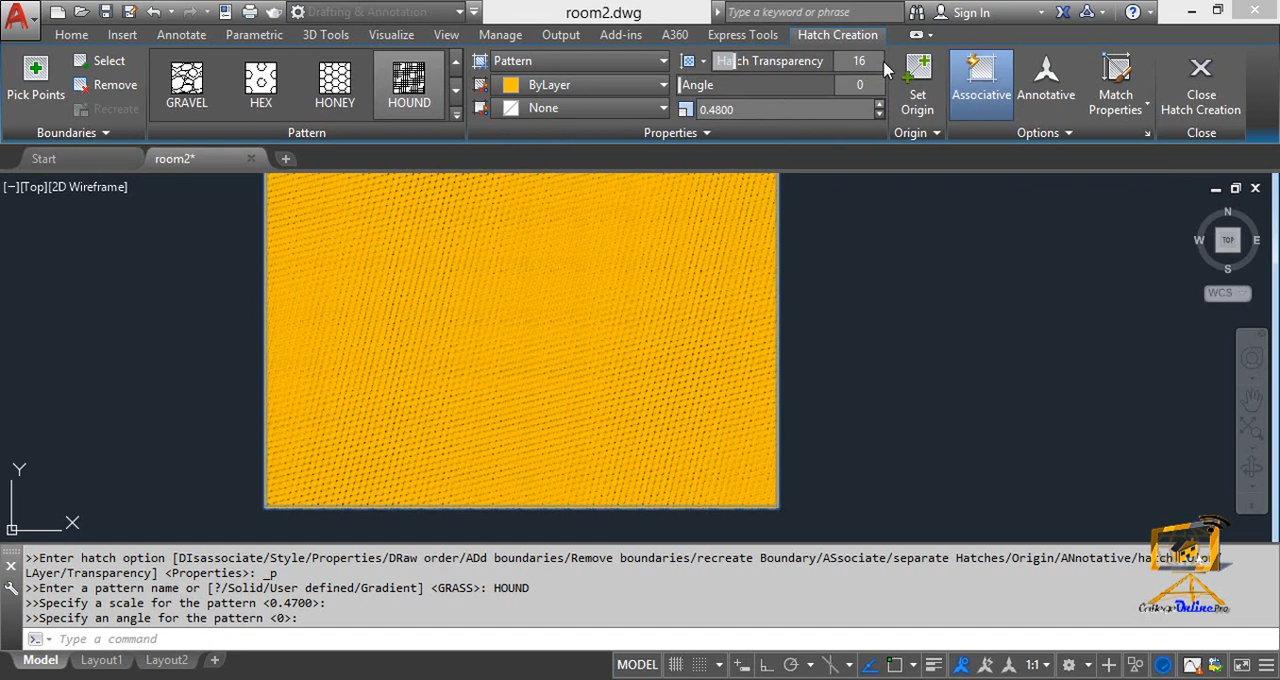 Drafting & Annotation
room2.dwg
Type a keyword or phrase
Sign In
Home Insert Annotate Parametric 3D Tools Visualize View Manage Output Add-ins A360 Express Tools Hatch Creation
Pick Points
Select
Remove
Recreate
Boundaries
GRAVEL
HEX
HONEY
HOUND
Pattern
Pattern
ByLayer
None
Hatch Transparency 16
Angle 0
0.4800
Properties
Set
Origin
Origin
Associative
Annotative
Match
Properties
Options
Close
Hatch Creation
Close
Start
room2*
[−][Top][2D Wireframe]
N
W TOP E
S
WCS
Y
X
>>Enter hatch option [DIsassociate/Style/Properties/DRaw order/ADd boundaries/Remove boundaries/recreate Boundary/ASsociate/separate Hatches/Origin/ANnotative/hatch
LAyer/Transparency] <Properties>: _p
>>Enter a pattern name or [?/Solid/User defined/Gradient] <GRASS>: HOUND
>>Specify a scale for the pattern <0.4700>:
>>Specify an angle for the pattern <0>:
Type a command
College Online Pro
Model Layout1 Layout2
MODEL
1:1